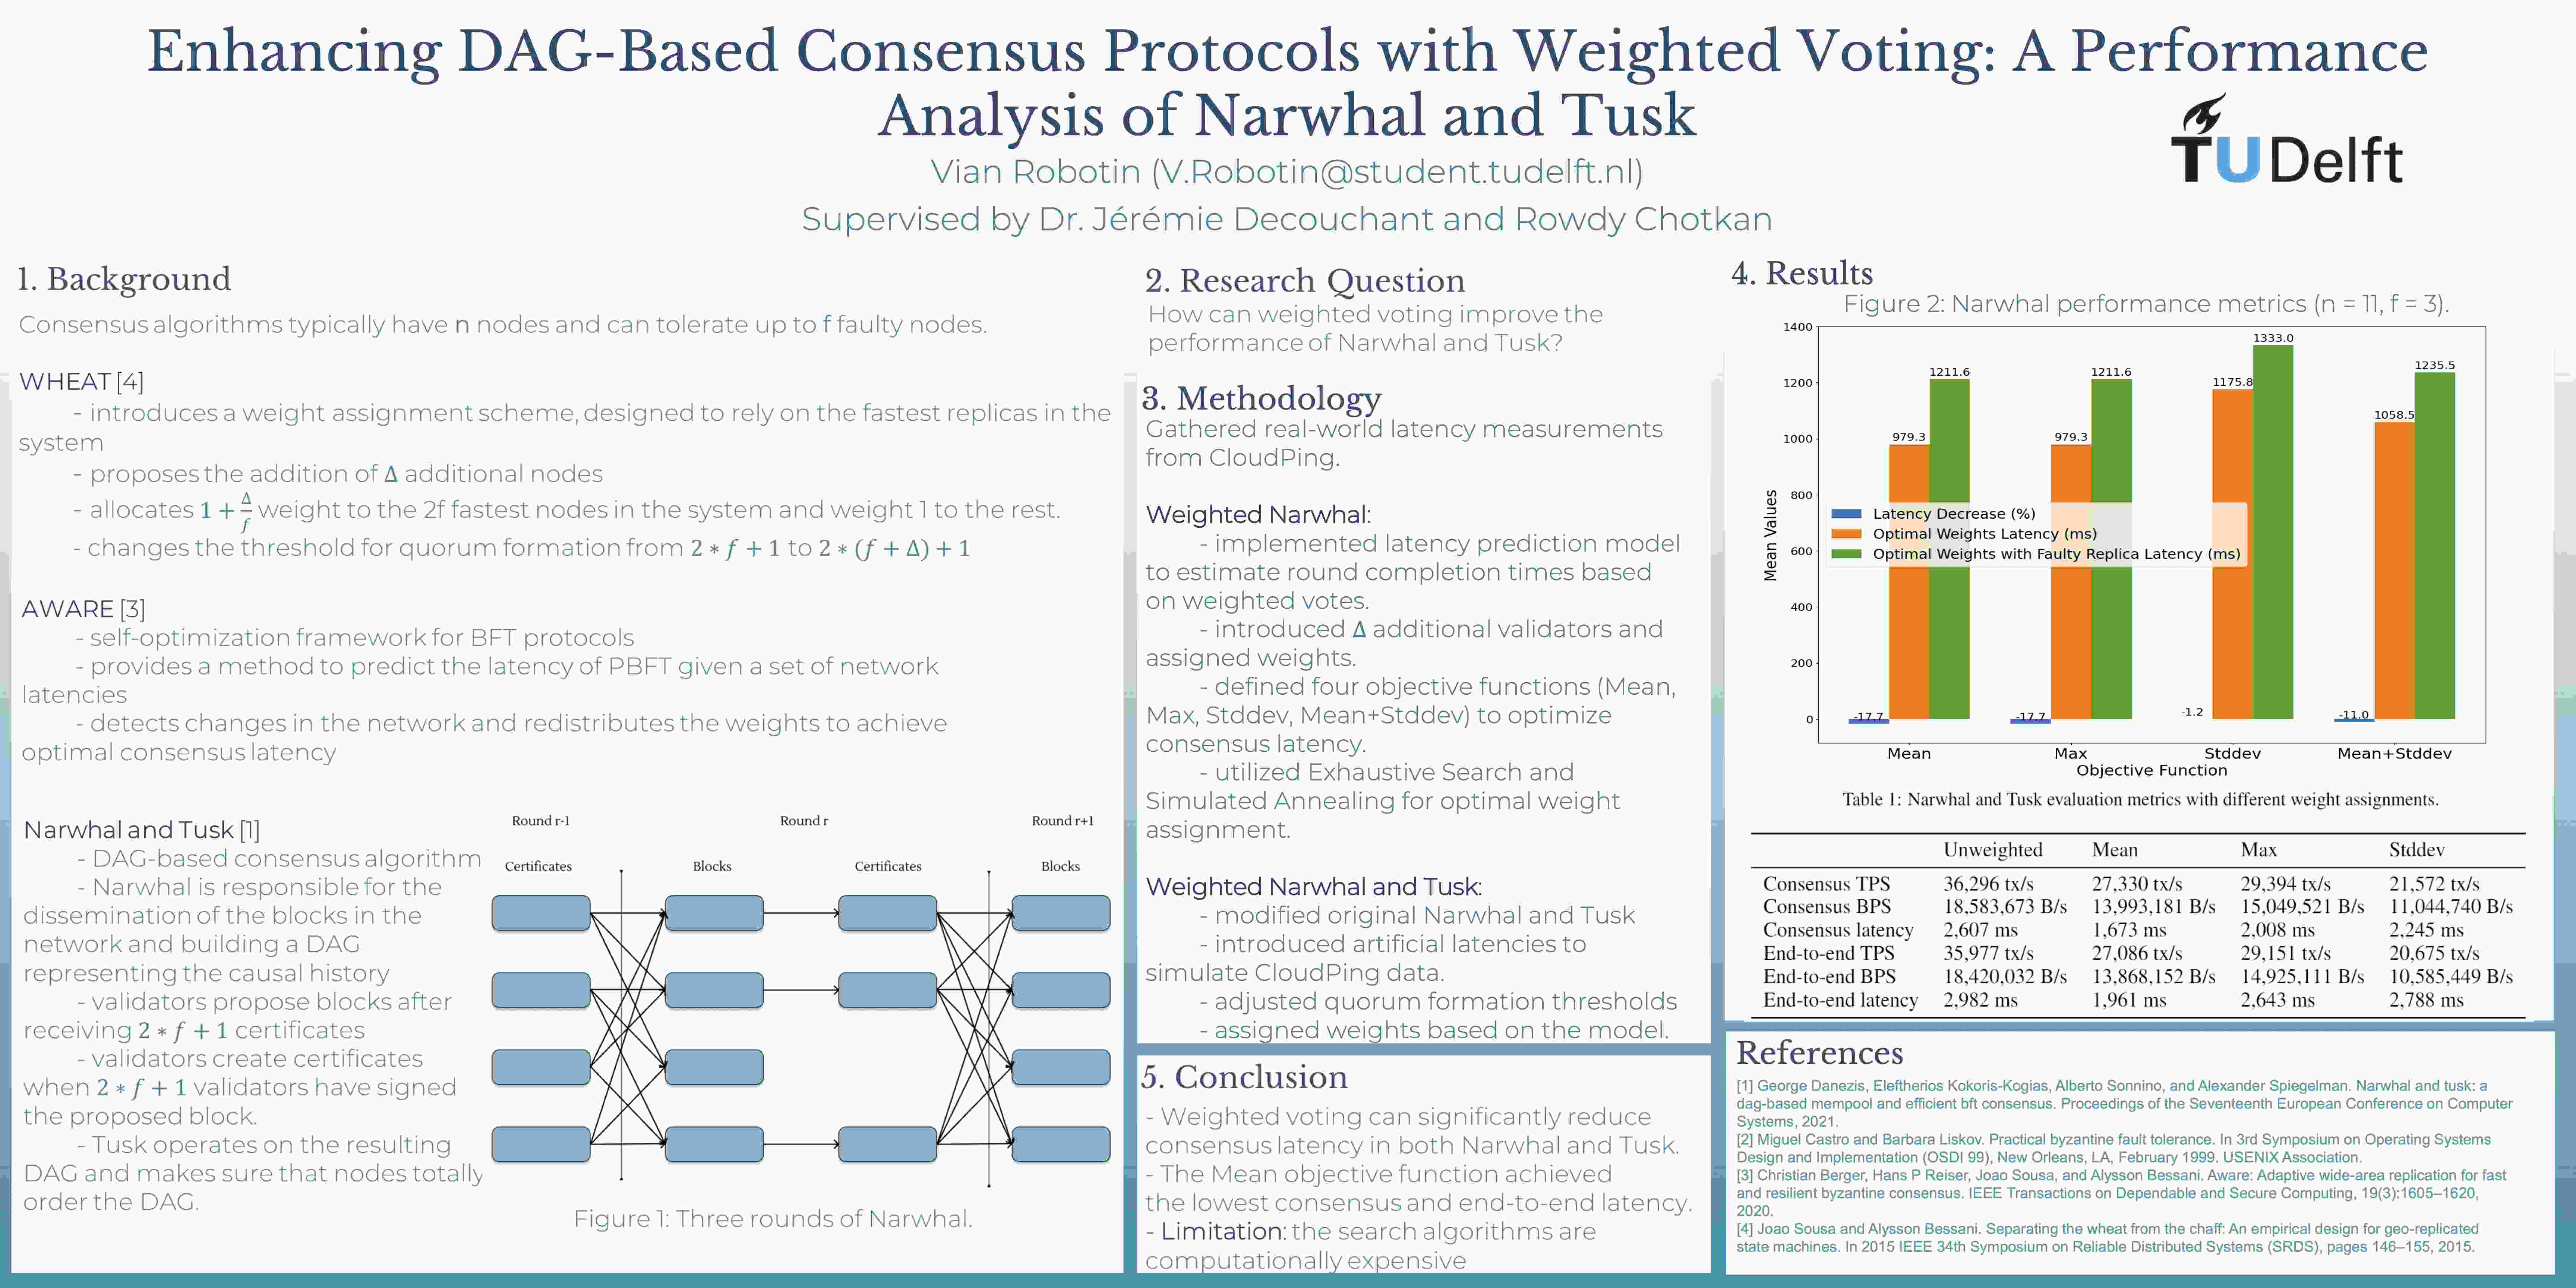 Enhancing DAG-Based Consensus Protocols with Weighted Voting: A Performance
Analysis of Narwhal and Tusk
Vian Robotin (V.Robotin@student.tudelft.nl)
Supervised by Dr. Jérémie Decouchant and Rowdy Chotkan
TU Delft
1. Background
Consensus algorithms typically have n nodes and can tolerate up to f faulty nodes.
WHEAT [4]
- introduces a weight assignment scheme, designed to rely on the fastest replicas in the
system
- proposes the addition of Δ additional nodes
- allocates 1 + Δ/f weight to the 2f fastest nodes in the system and weight 1 to the rest.
- changes the threshold for quorum formation from 2 ∗ f + 1 to 2 ∗ (f + Δ) + 1
AWARE [3]
- self-optimization framework for BFT protocols
- provides a method to predict the latency of PBFT given a set of network
latencies
- detects changes in the network and redistributes the weights to achieve
optimal consensus latency
Narwhal and Tusk [1]
- DAG-based consensus algorithm
- Narwhal is responsible for the
dissemination of the blocks in the
network and building a DAG
representing the causal history
- validators propose blocks after
receiving 2 ∗ f + 1 certificates
- validators create certificates
when 2 ∗ f + 1 validators have signed
the proposed block.
- Tusk operates on the resulting
DAG and makes sure that nodes totally
order the DAG.
Round r-1 Round r Round r+1
Certificates Blocks Certificates Blocks
Figure 1: Three rounds of Narwhal.
2. Research Question
How can weighted voting improve the
performance of Narwhal and Tusk?
3. Methodology
Gathered real-world latency measurements
from CloudPing.
Weighted Narwhal:
- implemented latency prediction model
to estimate round completion times based
on weighted votes.
- introduced Δ additional validators and
assigned weights.
- defined four objective functions (Mean,
Max, Stddev, Mean+Stddev) to optimize
consensus latency.
- utilized Exhaustive Search and
Simulated Annealing for optimal weight
assignment.
Weighted Narwhal and Tusk:
- modified original Narwhal and Tusk
- introduced artificial latencies to
simulate CloudPing data.
- adjusted quorum formation thresholds
- assigned weights based on the model.
5. Conclusion
- Weighted voting can significantly reduce
consensus latency in both Narwhal and Tusk.
- The Mean objective function achieved
the lowest consensus and end-to-end latency.
- Limitation: the search algorithms are
computationally expensive
4. Results
Figure 2: Narwhal performance metrics (n = 11, f = 3).
Mean Values
1400
1200
1000
800
600
400
200
0
1211.6 1211.6 1333.0 1235.5
979.3 979.3 1175.8 1058.5
Latency Decrease (%)
Optimal Weights Latency (ms)
Optimal Weights with Faulty Replica Latency (ms)
-17.7 -17.7 -1.2 -11.0
Mean Max Stddev Mean+Stddev
Objective Function
Table 1: Narwhal and Tusk evaluation metrics with different weight assignments.
Unweighted Mean Max Stddev
Consensus TPS 36,296 tx/s 27,330 tx/s 29,394 tx/s 21,572 tx/s
Consensus BPS 18,583,673 B/s 13,993,181 B/s 15,049,521 B/s 11,044,740 B/s
Consensus latency 2,607 ms 1,673 ms 2,008 ms 2,245 ms
End-to-end TPS 35,977 tx/s 27,086 tx/s 29,151 tx/s 20,675 tx/s
End-to-end BPS 18,420,032 B/s 13,868,152 B/s 14,925,111 B/s 10,585,449 B/s
End-to-end latency 2,982 ms 1,961 ms 2,643 ms 2,788 ms
References
[1] George Danezis, Eleftherios Kokoris-Kogias, Alberto Sonnino, and Alexander Spiegelman. Narwhal and tusk: a
dag-based mempool and efficient bft consensus. Proceedings of the Seventeenth European Conference on Computer
Systems, 2021.
[2] Miguel Castro and Barbara Liskov. Practical byzantine fault tolerance. In 3rd Symposium on Operating Systems
Design and Implementation (OSDI 99), New Orleans, LA, February 1999. USENIX Association.
[3] Christian Berger, Hans P Reiser, Joao Sousa, and Alysson Bessani. Aware: Adaptive wide-area replication for fast
and resilient byzantine consensus. IEEE Transactions on Dependable and Secure Computing, 19(3):1605–1620,
2020.
[4] Joao Sousa and Alysson Bessani. Separating the wheat from the chaff: An empirical design for geo-replicated
state machines. In 2015 IEEE 34th Symposium on Reliable Distributed Systems (SRDS), pages 146–155, 2015.